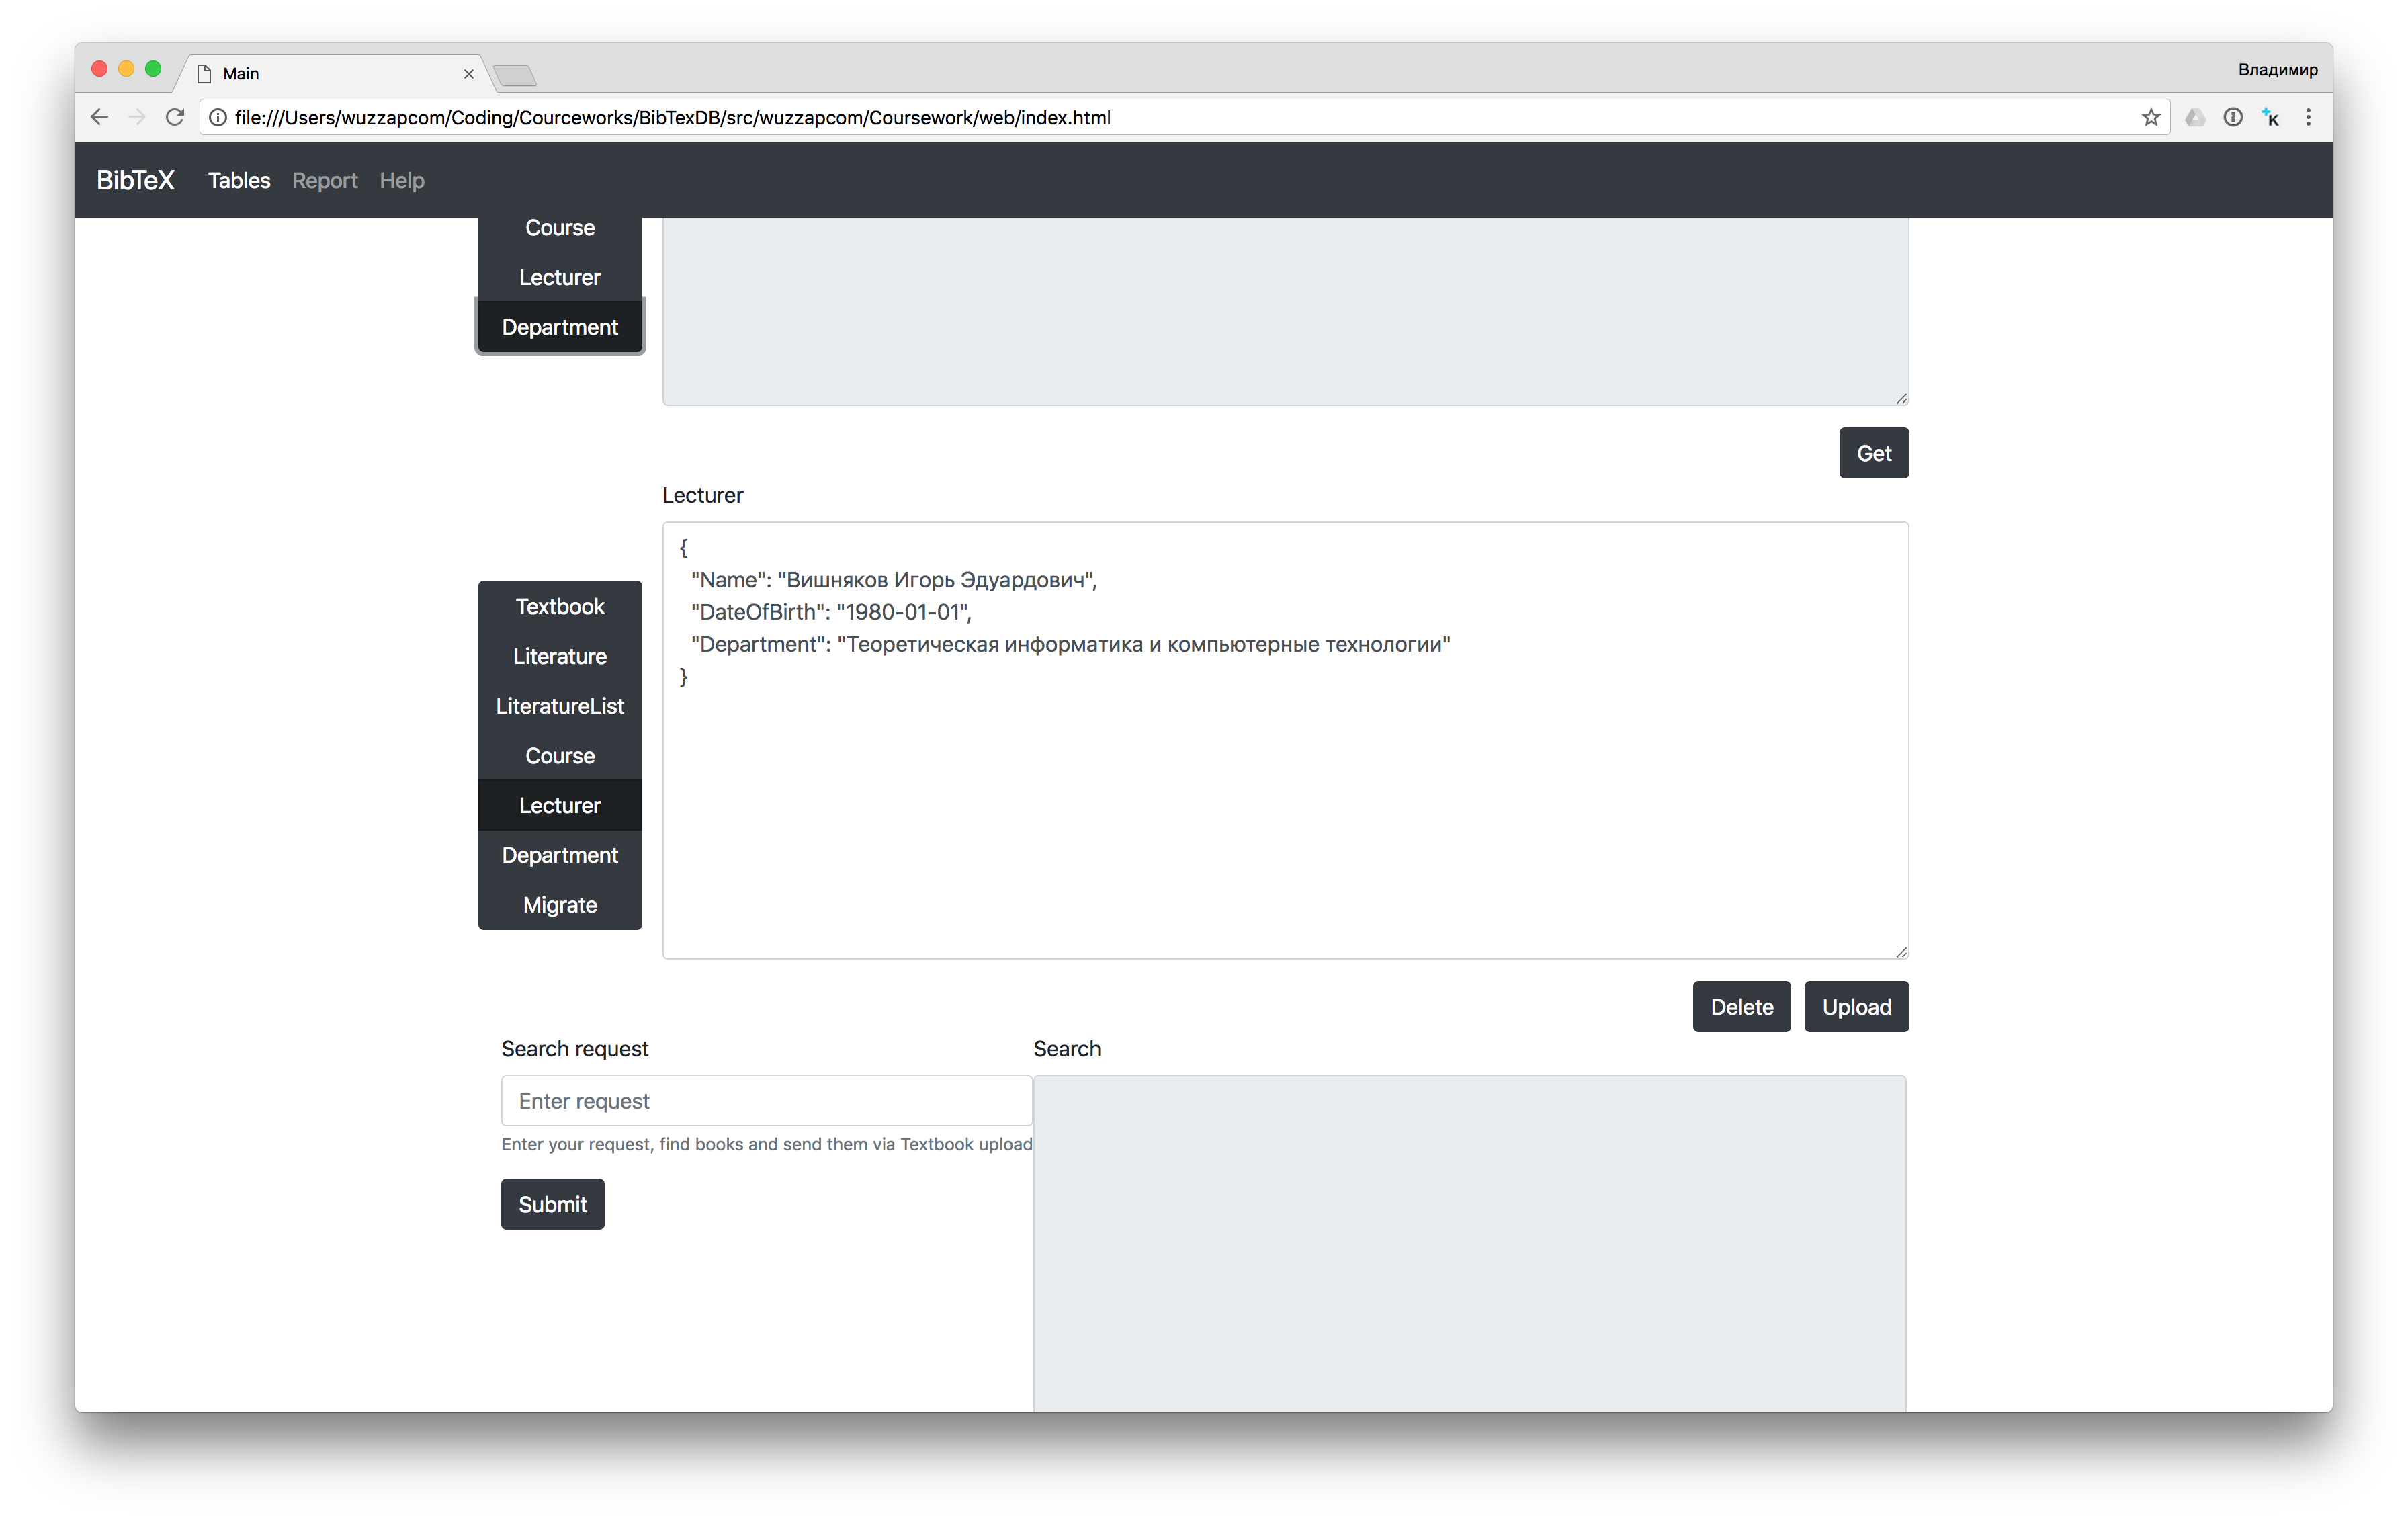 Main
Владимир
file:///Users/wuzzapcom/Coding/Courceworks/BibTexDB/src/wuzzapcom/Coursework/web/index.html
K
BibTeX Tables Report Help
Course
Lecturer
Department
Get
Lecturer
{
"Name": "Вишняков Игорь Эдуардович",
"DateOfBirth": "1980-01-01",
"Department": "Теоретическая информатика и компьютерные технологии"
}
Textbook
Literature
LiteratureList
Course
Lecturer
Department
Migrate
Delete Upload
Search request
Enter request
Enter your request, find books and send them via Textbook upload
Submit
Search